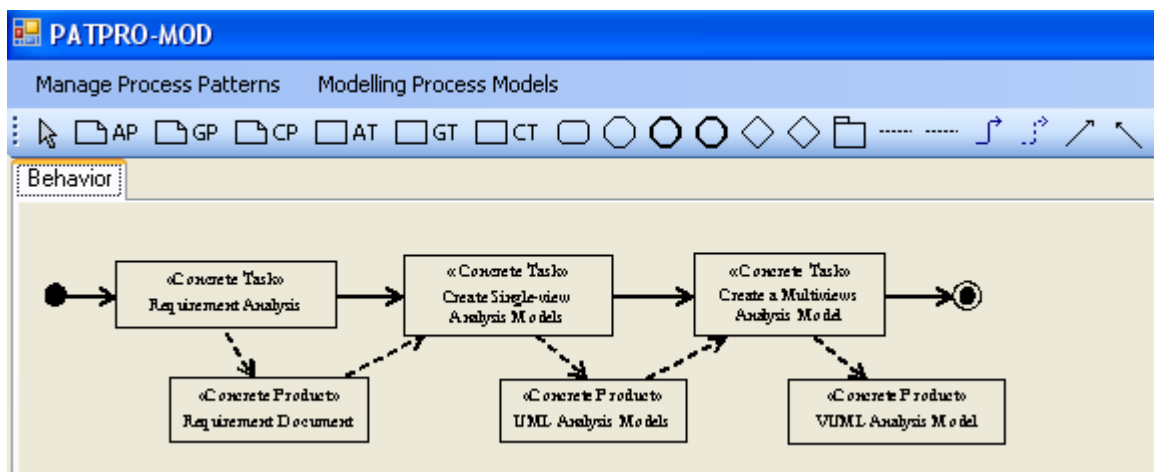 PATPRO-MOD
Manage Process Patterns Modelling Process Models
AP GP CP AT GT CT
Behavior
«Concrete Task»
Requirement Analysis
«Concrete Task»
Create Single-view
Analysis Models
«Concrete Task»
Create a Multiviews
Analysis Model
«Concrete Product»
Requirement Document
«Concrete Product»
UML Analysis Models
«Concrete Product»
VUML Analysis Model